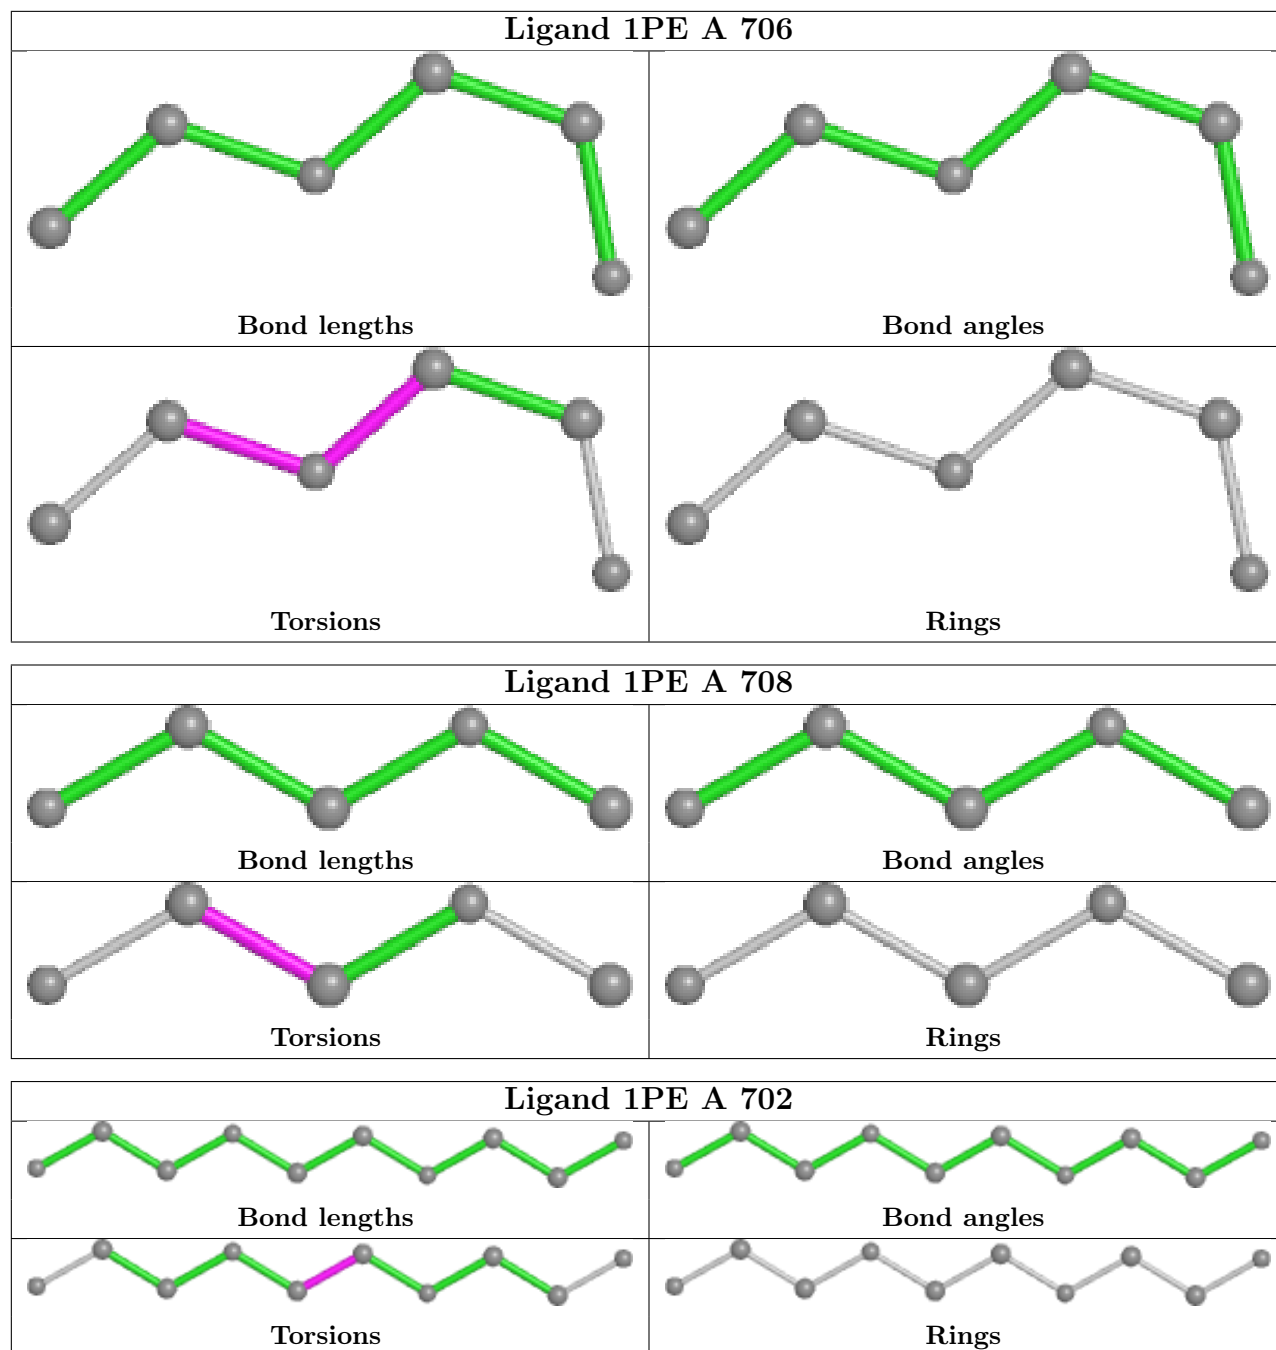 Ligand 1PE A 706
Bond lengths
Bond angles
Torsions
Rings
Ligand 1PE A 708
Bond lengths
Bond angles
Torsions
Rings
Ligand 1PE A 702
Bond lengths
Bond angles
Torsions
Rings